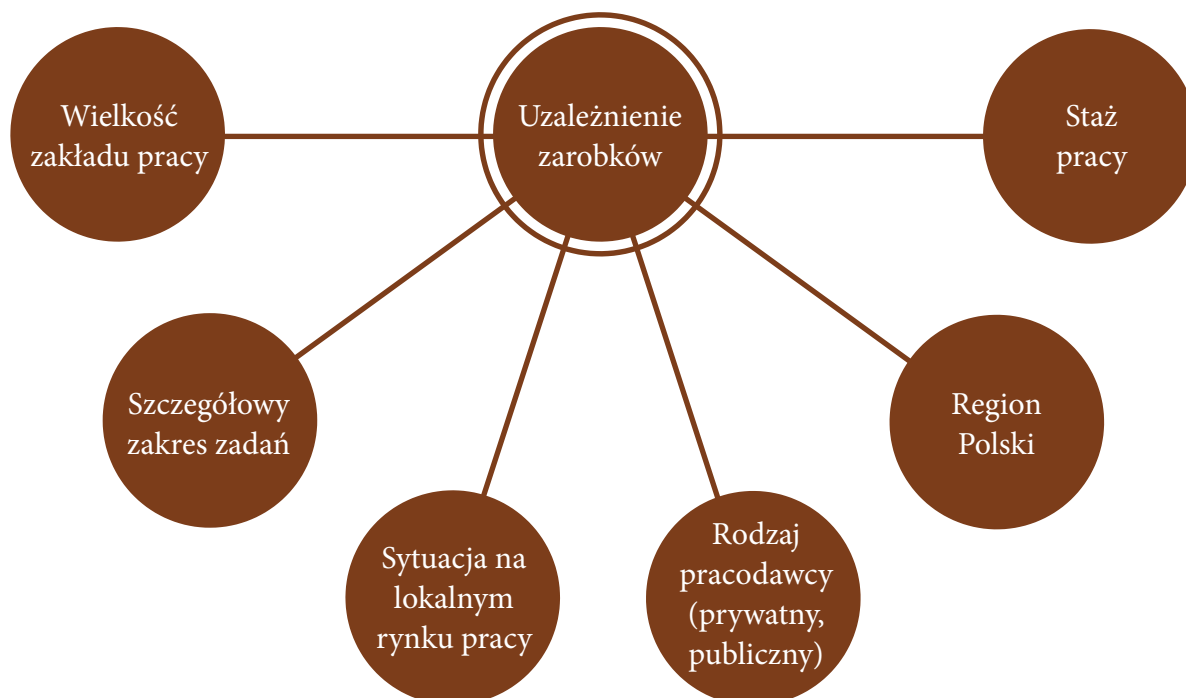 Wielkość
zakładu pracy
Uzależnienie
zarobków
Staż
pracy
Szczegółowy
zakres zadań
Region
Polski
Sytuacja na
lokalnym
rynku pracy
Rodzaj
pracodawcy
(prywatny,
publiczny)